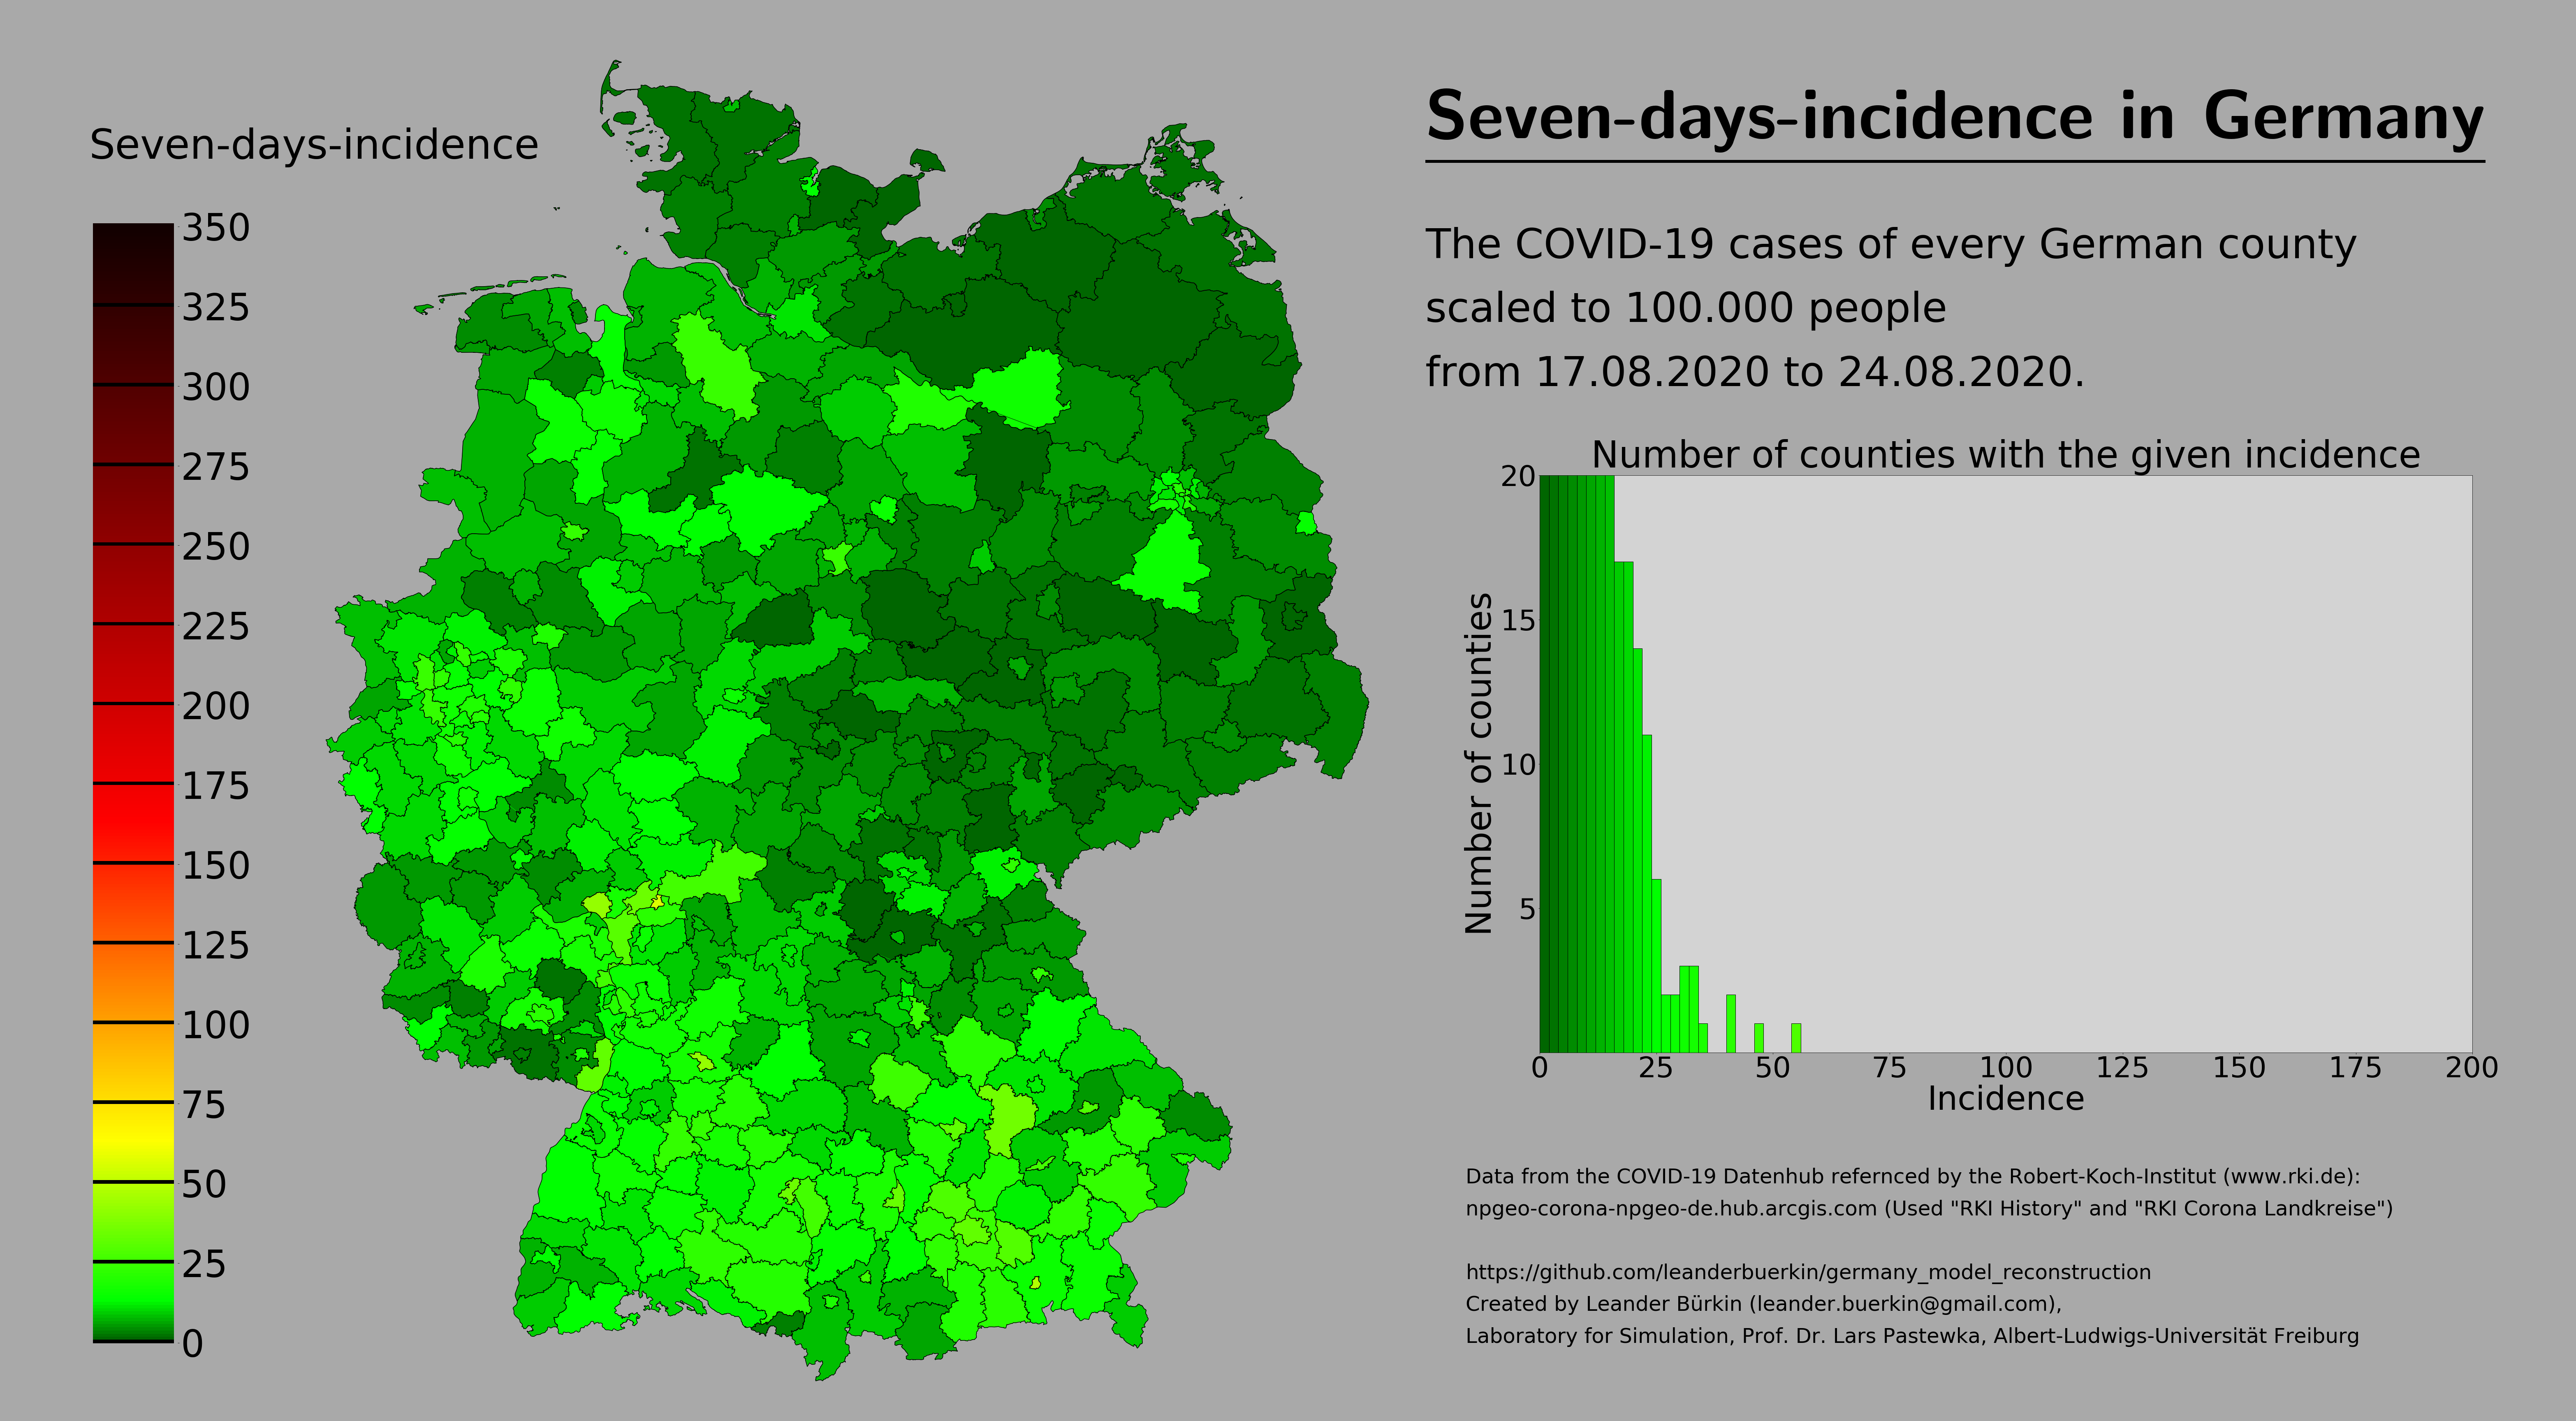 Seven-days-incidence
350
325
300
275
250
225
200
175
150
125
100
75
50
25
0
Seven-days-incidence in Germany
The COVID-19 cases of every German county
scaled to 100.000 people
from 17.08.2020 to 24.08.2020.
Number of counties with the given incidence
20
15
10
5
Number of counties
0 25 50 75 100 125 150 175 200
Incidence
Data from the COVID-19 Datenhub refernced by the Robert-Koch-Institut (www.rki.de):
npgeo-corona-npgeo-de.hub.arcgis.com (Used "RKI History" and "RKI Corona Landkreise")
https://github.com/leanderbuerkin/germany_model_reconstruction
Created by Leander Bürkin (leander.buerkin@gmail.com),
Laboratory for Simulation, Prof. Dr. Lars Pastewka, Albert-Ludwigs-Universität Freiburg